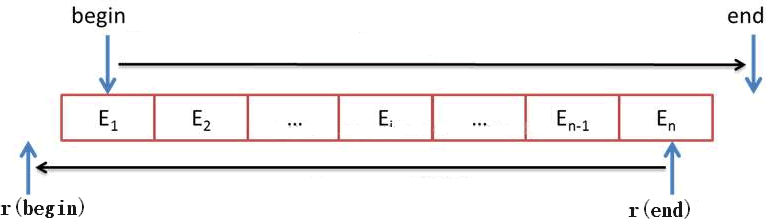 begin end
E1 E2 ... Ei ... En-1 En
r(begin) r(end)